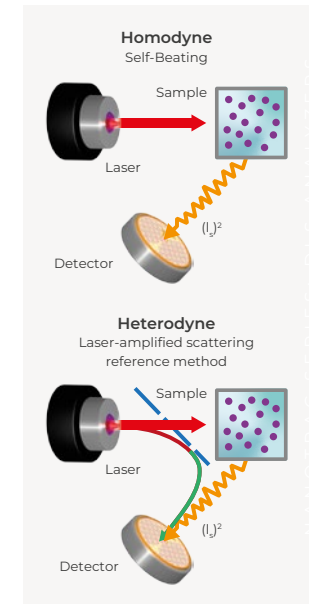 Homodyne
Self-Beating
Sample
Laser
(Iₛ)²
Detector
Heterodyne
Laser-amplified scattering
reference method
Sample
Laser
(Iₛ)²
Detector